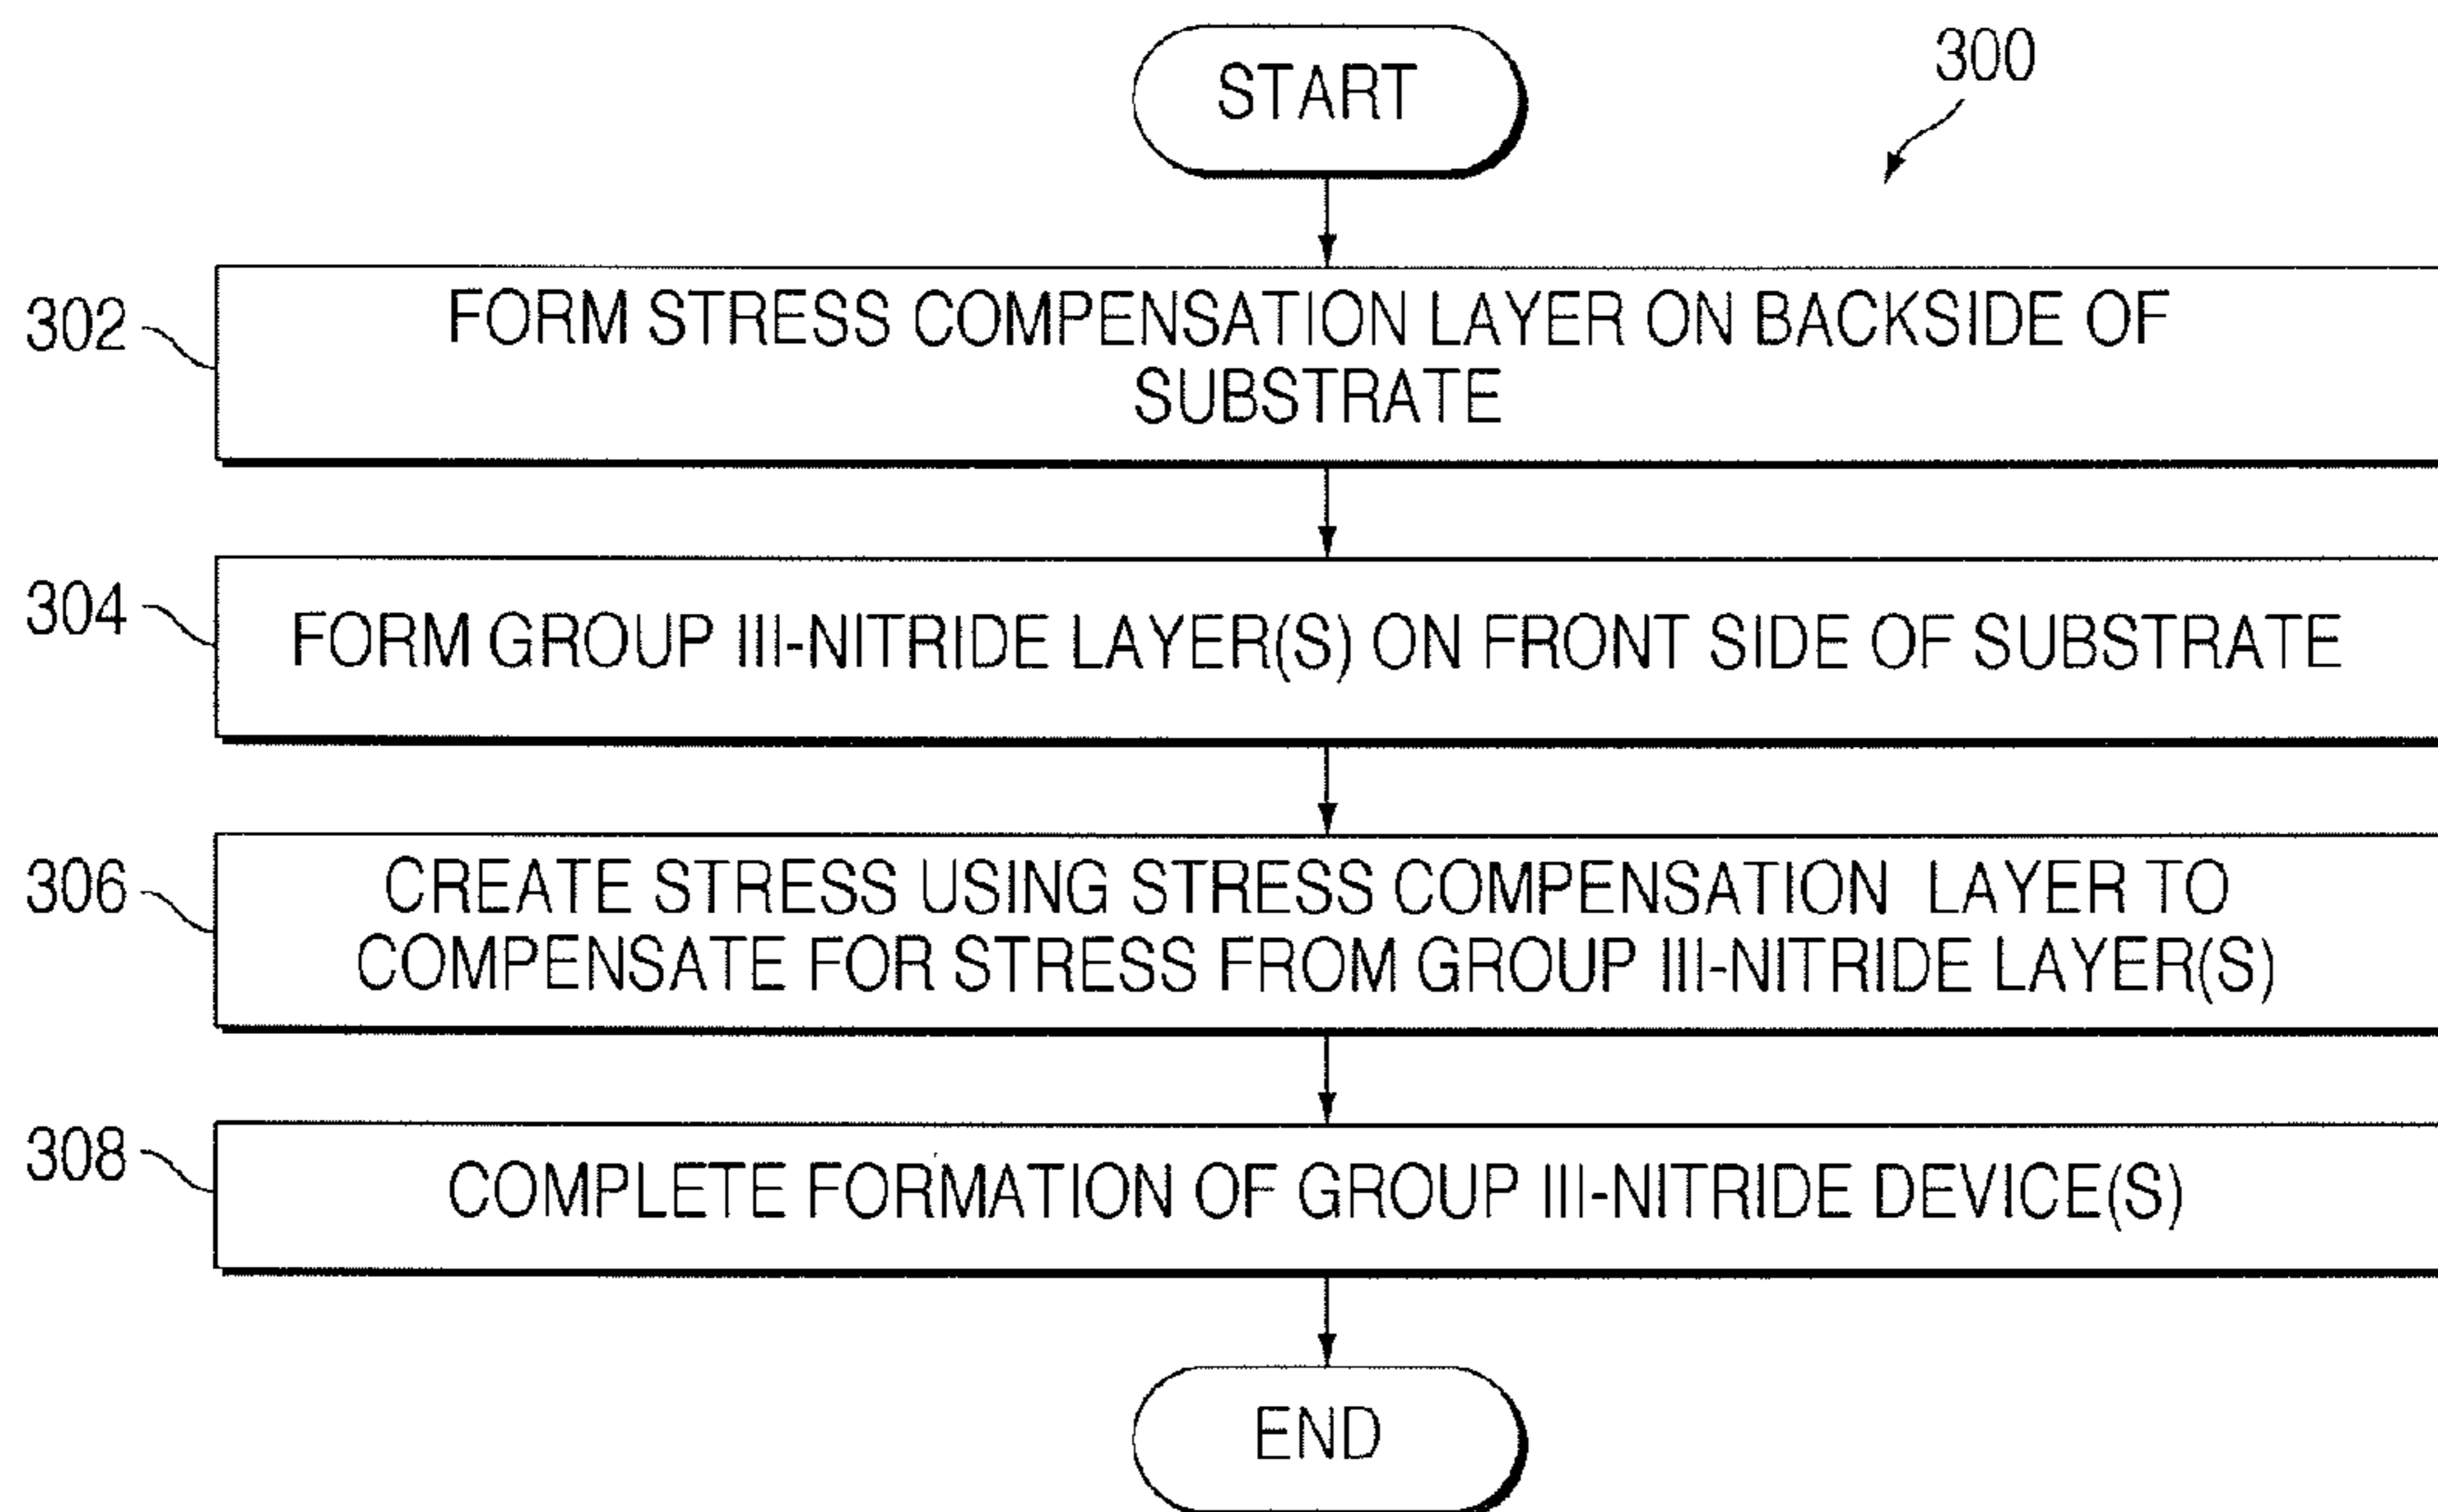 START
300
302
FORM STRESS COMPENSATION LAYER ON BACKSIDE OF
SUBSTRATE
304
FORM GROUP III-NITRIDE LAYER(S) ON FRONT SIDE OF SUBSTRATE
306
CREATE STRESS USING STRESS COMPENSATION LAYER TO
COMPENSATE FOR STRESS FROM GROUP III-NITRIDE LAYER(S)
308
COMPLETE FORMATION OF GROUP III-NITRIDE DEVICE(S)
END